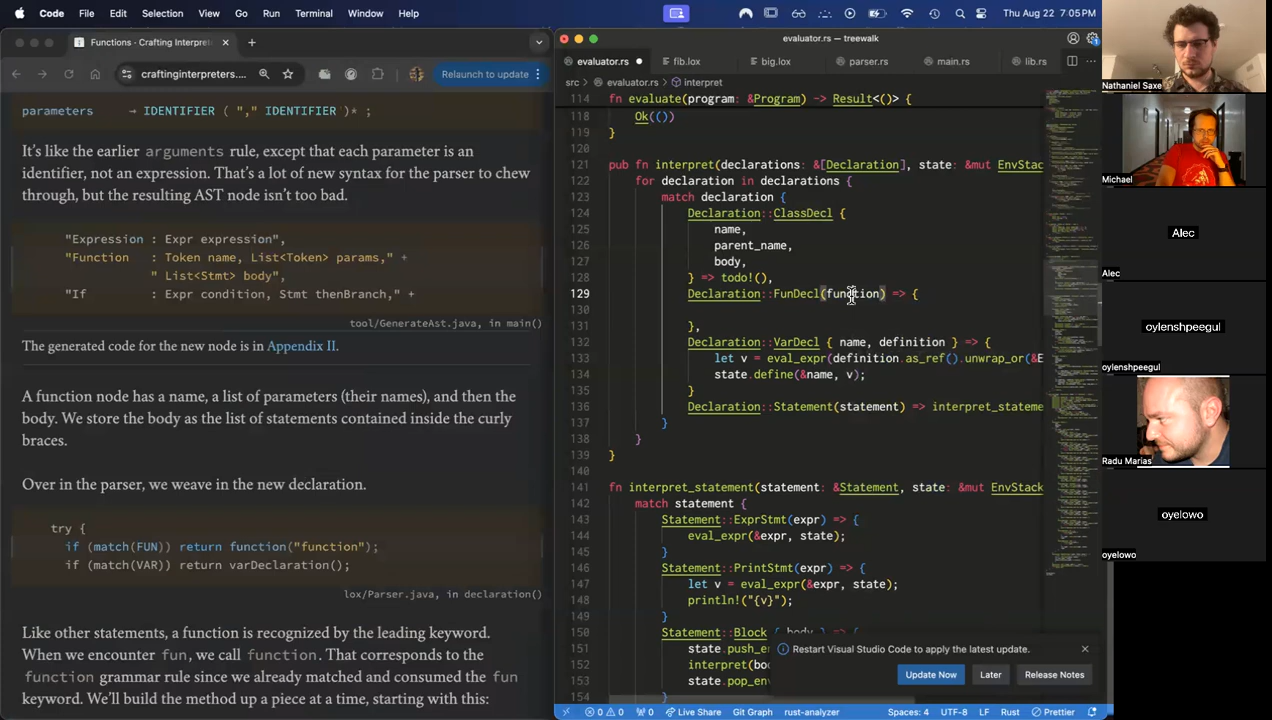 Code File Edit Selection View Go Run Terminal Window Help Thu Aug 22 7:05 PM
Functions · Crafting Interpret
craftinginterpreters.... Relaunch to update
parameters → IDENTIFIER ( "," IDENTIFIER )* ;
It's like the earlier arguments rule, except that each parameter is an
identifier, not an expression. That's a lot of new syntax for the parser to chew
through, but the resulting AST node isn't too bad.
"Expression : Expr expression",
"Function : Token name, List<Token> params," +
" List<Stmt> body",
"If : Expr condition, Stmt thenBranch," +
tool/GenerateAst.java, in main()
The generated code for the new node is in Appendix II.
A function node has a name, a list of parameters (their names), and then the
body. We store the body as the list of statements contained inside the curly
braces.
Over in the parser, we weave in the new declaration.
try {
if (match(FUN)) return function("function");
if (match(VAR)) return varDeclaration();
lox/Parser.java, in declaration()
Like other statements, a function is recognized by the leading keyword.
When we encounter fun, we call function. That corresponds to the
function grammar rule since we already matched and consumed the fun
keyword. We'll build the method up a piece at a time, starting with this:
evaluator.rs — treewalk
evaluator.rs fib.lox big.lox parser.rs main.rs lib.rs
src > evaluator.rs > interpret
114 fn evaluate(program: &Program) -> Result<()> {
118 Ok(())
119 }
120
121 pub fn interpret(declarations: &[Declaration], state: &mut EnvStac
122 for declaration in declarations {
123 match declaration {
124 Declaration::ClassDecl {
125 name,
126 parent_name,
127 body,
128 } => todo!(),
129 Declaration::FunDecl(function) => {
130
131 },
132 Declaration::VarDecl { name, definition } => {
133 let v = eval_expr(definition.as_ref().unwrap_or(&E
134 state.define(&name, v);
135 }
136 Declaration::Statement(statement) => interpret_stateme
137 }
138 }
139 }
140
141 fn interpret_statement(statement: &Statement, state: &mut EnvStack
142 match statement {
143 Statement::ExprStmt(expr) => {
144 eval_expr(&expr, state);
145 }
146 Statement::PrintStmt(expr) => {
147 let v = eval_expr(&expr, state);
148 println!("{v}");
149 }
150 Statement::Block { body } => {
151 state.push_e
152 interpret(bo
153 state.pop_en
154 }
Restart Visual Studio Code to apply the latest update.
Update Now Later Release Notes
0 0 0 Live Share Git Graph rust-analyzer Spaces: 4 UTF-8 LF Rust Prettier
Nathaniel Saxe
Michael
Alec
Alec
oylenshpeegul
oylenshpeegul
Radu Marias
oyelowo
oyelowo